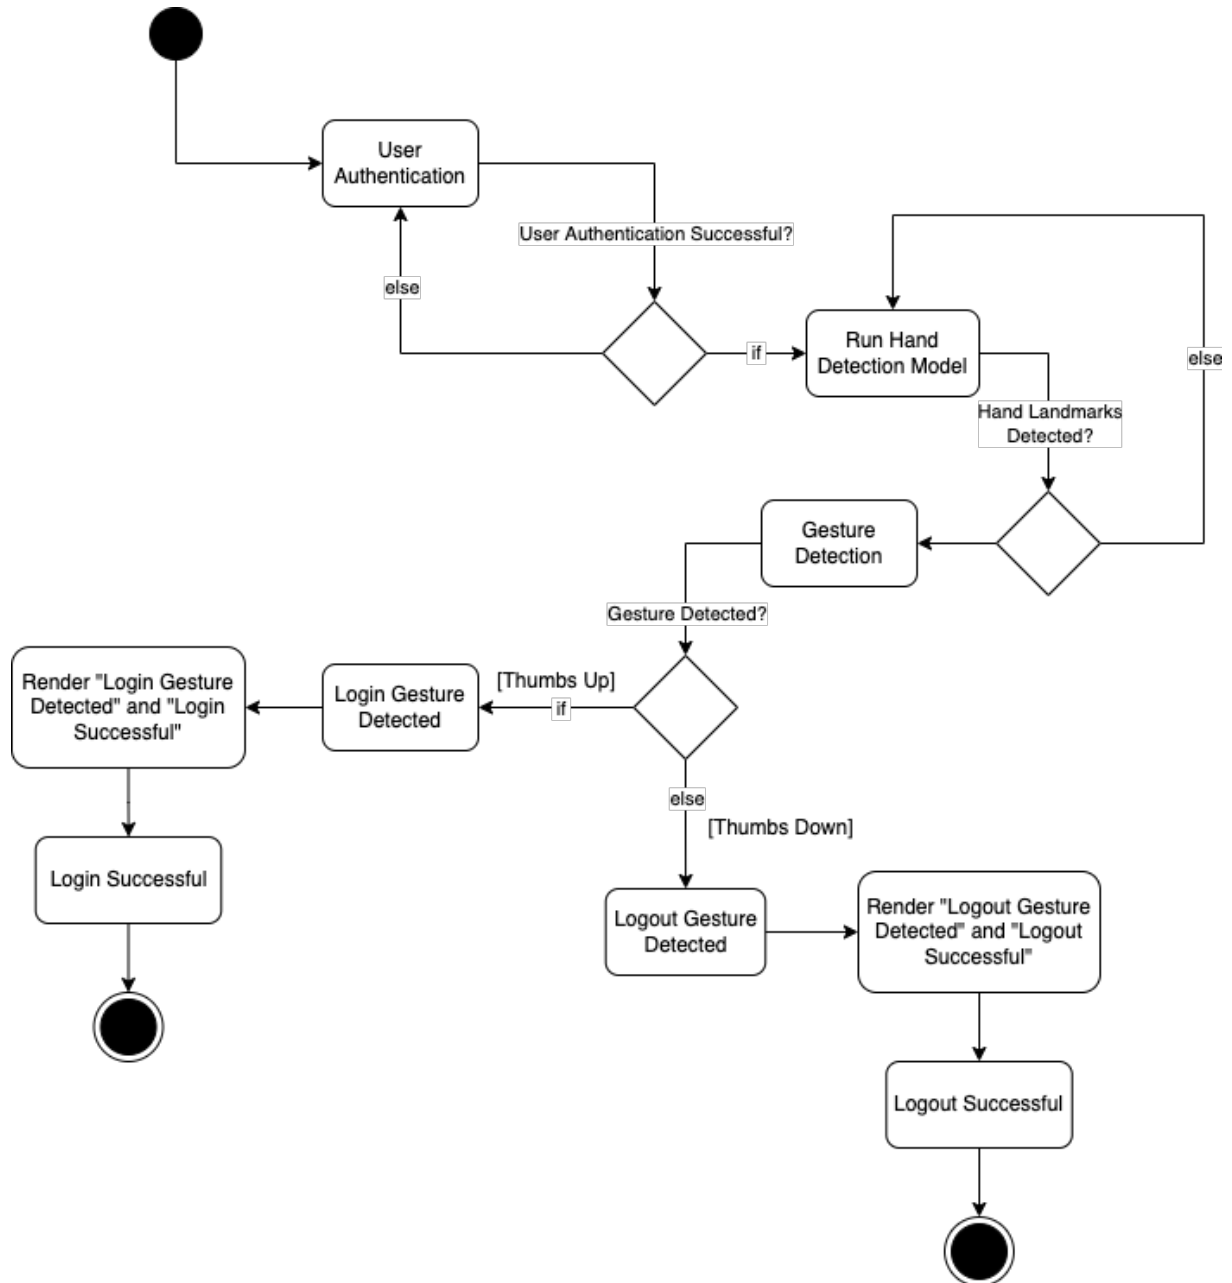 User
Authentication
User Authentication Successful?
else
if
Run Hand
Detection Model
else
Hand Landmarks
Detected?
Gesture
Detection
Gesture Detected?
[Thumbs Up]
if
Login Gesture
Detected
Render "Login Gesture
Detected" and "Login
Successful"
else
[Thumbs Down]
Login Successful
Logout Gesture
Detected
Render "Logout Gesture
Detected" and "Logout
Successful"
Logout Successful